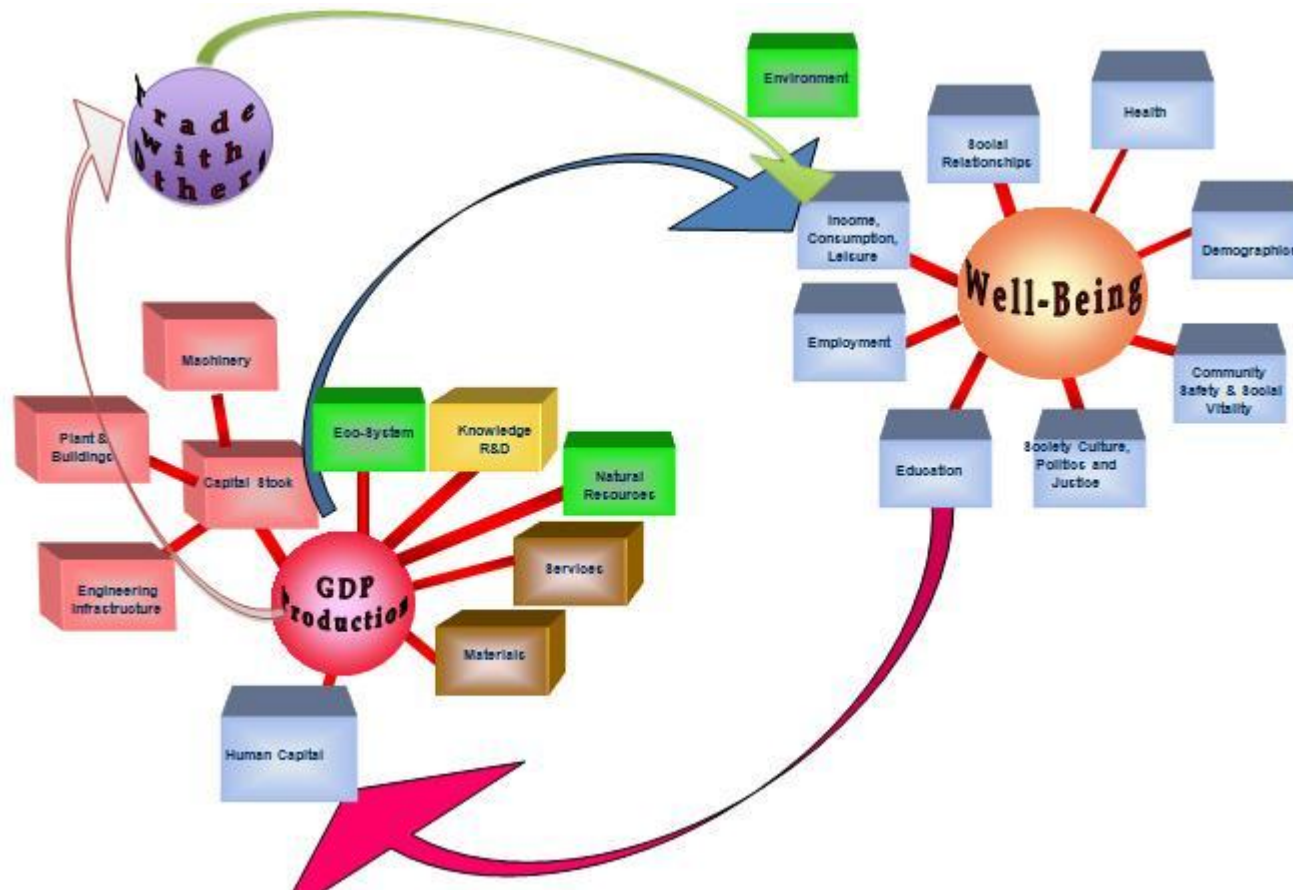 Trade
with
Others
Environment
Health
Social
Relationships
Income,
Consumption,
Leisure
Demographics
Well-Being
Employment
Community
Safety & Social
Vitality
Education
Society Culture,
Politics and
Justice
Machinery
Plant &
Buildings
Capital Stock
Eco-System
Knowledge
R&D
Natural
Resources
Engineering
Infrastructure
GDP
Production
Services
Materials
Human Capital